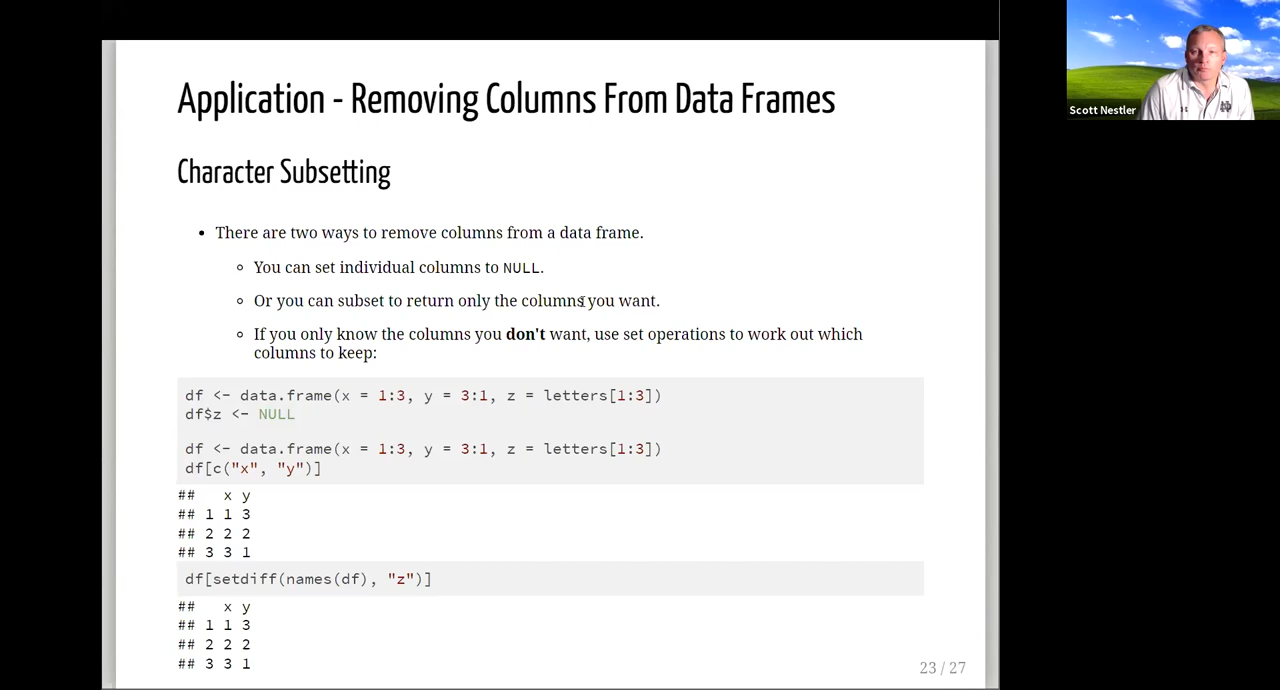 Application - Removing Columns From Data Frames
Scott Nestler
Character Subsetting
• There are two ways to remove columns from a data frame.
◦ You can set individual columns to NULL.
◦ Or you can subset to return only the columns you want.
◦ If you only know the columns you don't want, use set operations to work out which
columns to keep:
df <- data.frame(x = 1:3, y = 3:1, z = letters[1:3])
df$z <- NULL
df <- data.frame(x = 1:3, y = 3:1, z = letters[1:3])
df[c("x", "y")]
##   x y
## 1 1 3
## 2 2 2
## 3 3 1
df[setdiff(names(df), "z")]
##   x y
## 1 1 3
## 2 2 2
## 3 3 1
23 / 27